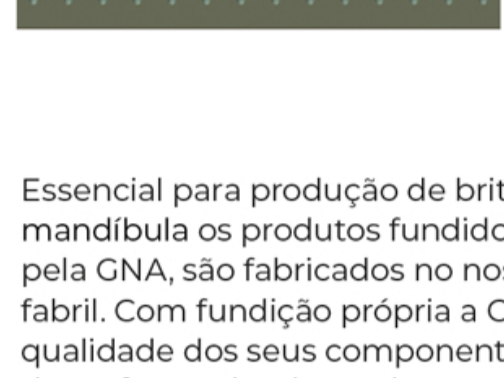 Essencial para produção de brit
mandíbula os produtos fundido
pela GNA, são fabricados no nos
fabril. Com fundição própria a G
qualidade dos seus component